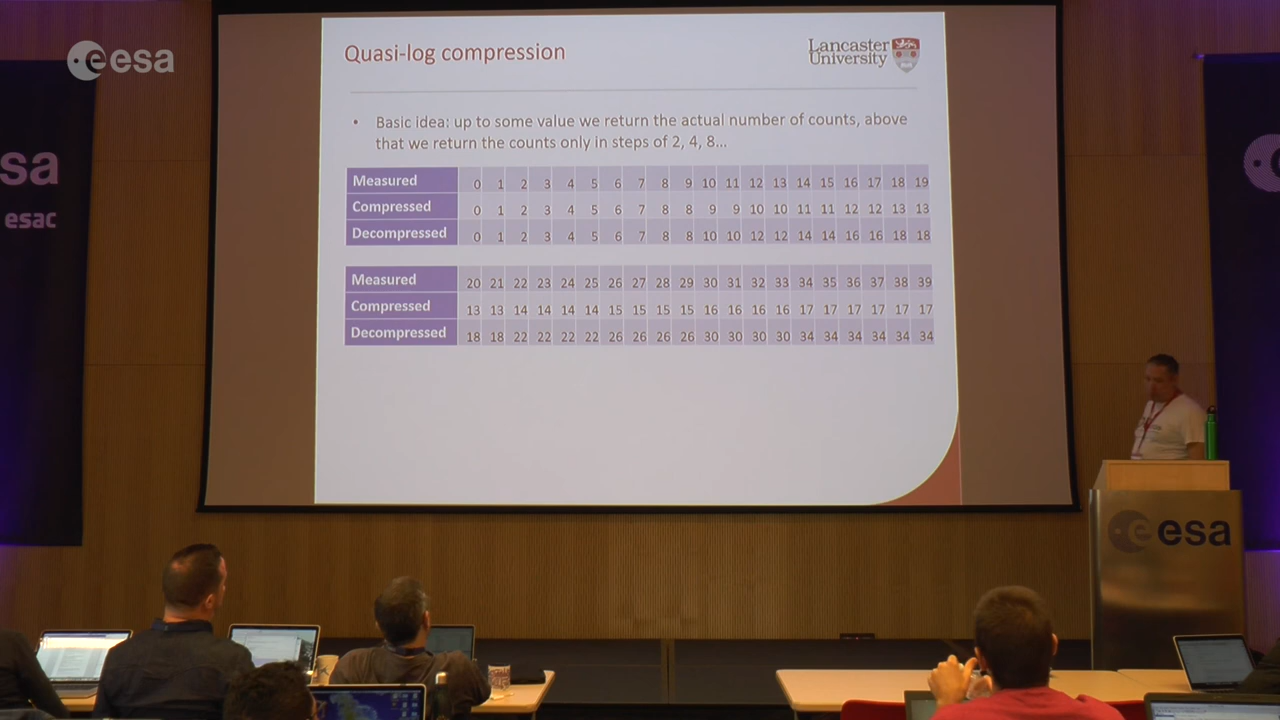 esa
Quasi-log compression
Lancaster
University
• Basic idea: up to some value we return the actual number of counts, above
that we return the counts only in steps of 2, 4, 8...
Measured 0 1 2 3 4 5 6 7 8 9 10 11 12 13 14 15 16 17 18 19
Compressed 0 1 2 3 4 5 6 7 8 8 9 9 10 10 11 11 12 12 13 13
Decompressed 0 1 2 3 4 5 6 7 8 8 10 10 12 12 14 14 16 16 18 18
Measured 20 21 22 23 24 25 26 27 28 29 30 31 32 33 34 35 36 37 38 39
Compressed 13 13 14 14 14 14 15 15 15 15 16 16 16 16 17 17 17 17 17 17
Decompressed 18 18 22 22 22 22 26 26 26 26 30 30 30 30 34 34 34 34 34 34
sa
esac
esa